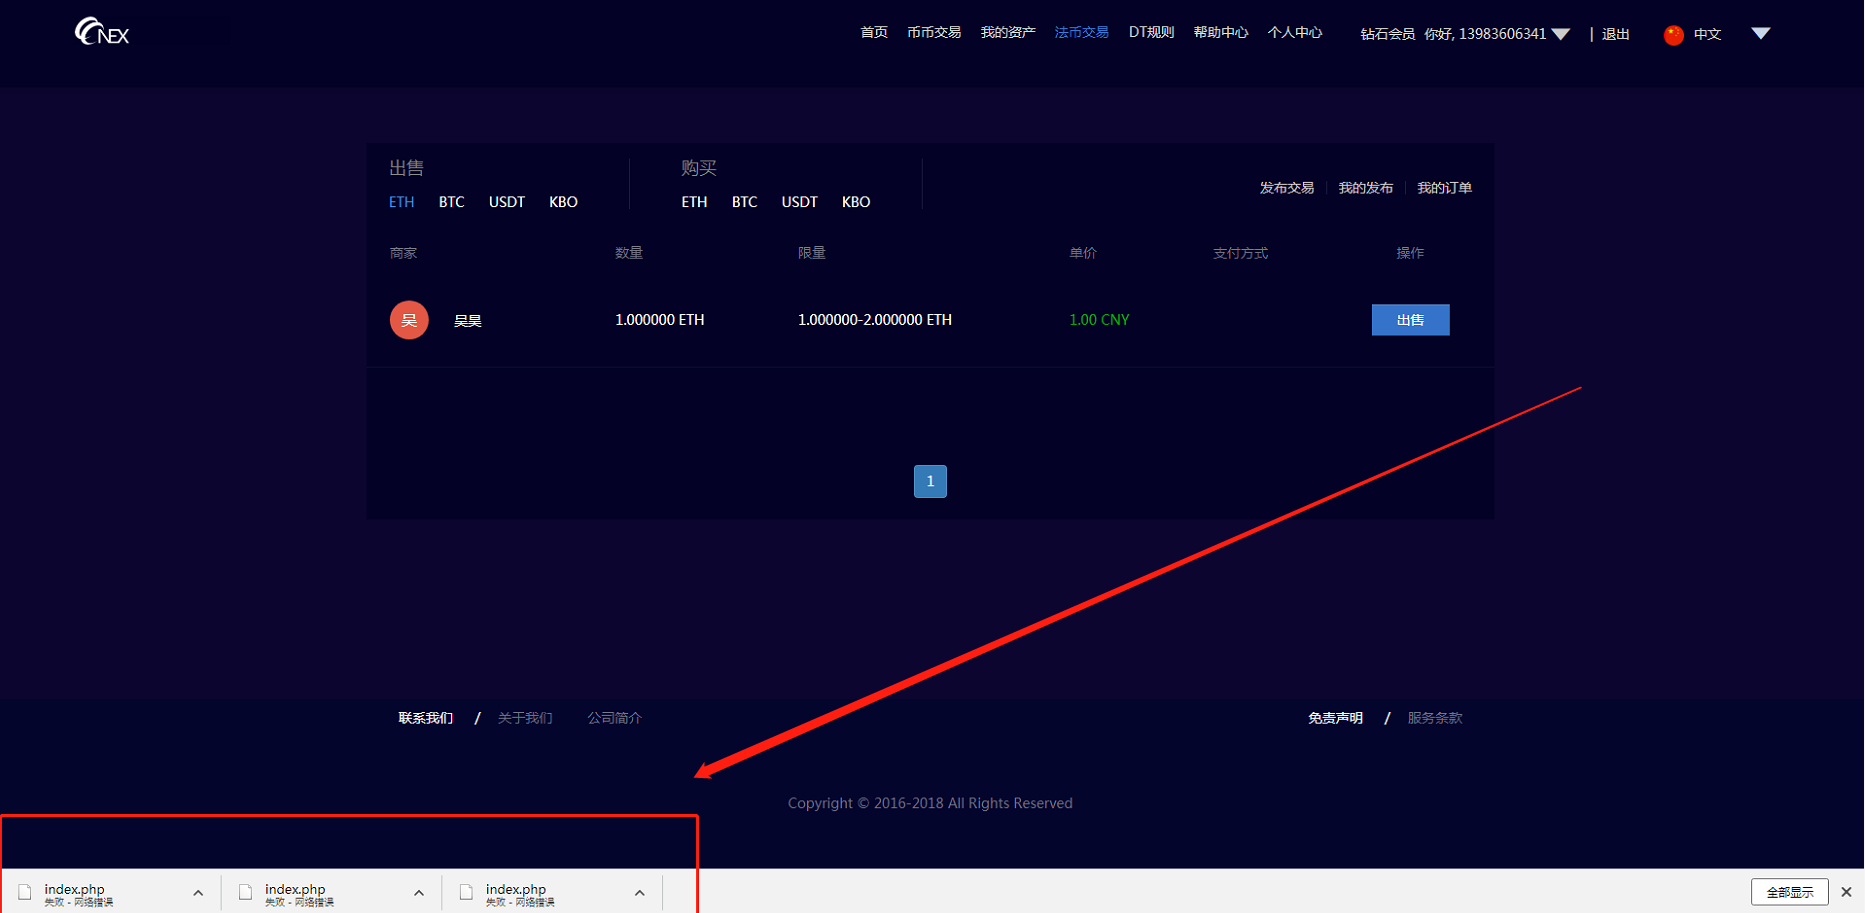 NEX
首页 币币交易 我的资产 法币交易 DT规则 帮助中心 个人中心 钻石会员 你好, 13983606341 | 退出 中文
出售 购买
ETH BTC USDT KBO ETH BTC USDT KBO 发布交易 我的发布 我的订单
商家 数量 限量 单价 支付方式 操作
吴 吴昊 1.000000 ETH 1.000000-2.000000 ETH 1.00 CNY 出售
1
联系我们 / 关于我们 公司简介 免责声明 / 服务条款
Copyright © 2016-2018 All Rights Reserved
index.php index.php index.php 全部显示
失败 - 网络错误 失败 - 网络错误 失败 - 网络错误